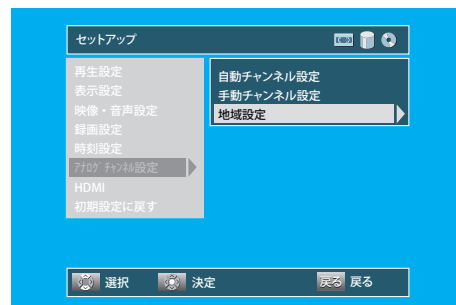 セットアップ
再生設定
表示設定
映像・音声設定
録画設定
時刻設定
ｱﾅﾛｸﾞ ﾁｬﾝﾈﾙ設定
HDMI
初期設定に戻す
自動チャンネル設定
手動チャンネル設定
地域設定
選択 決定 戻る 戻る